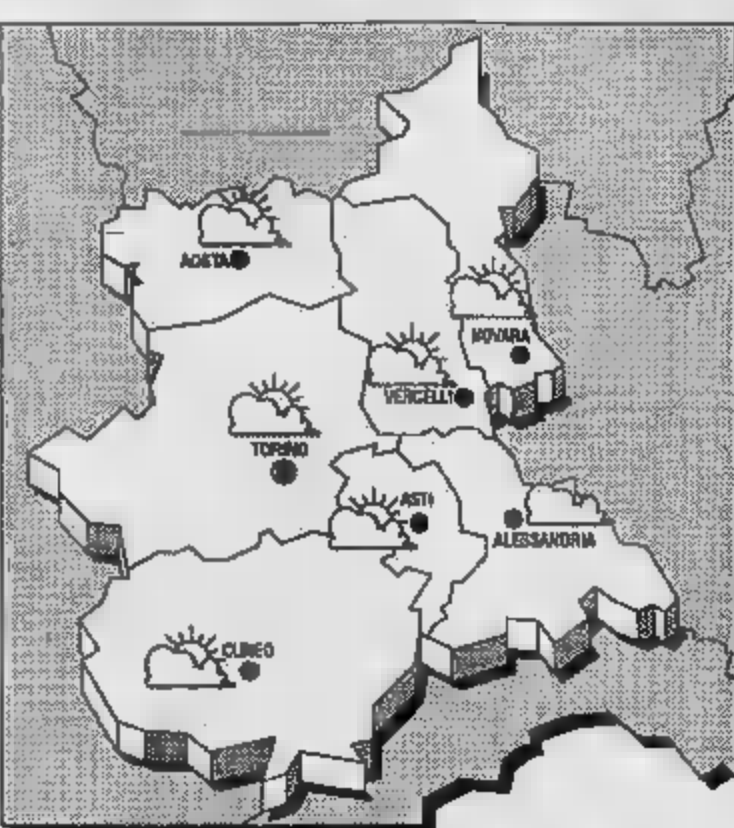 AOSTA
NOVARA
VERCELLI
TORINO
ASTI
ALESSANDRIA
CUNEO